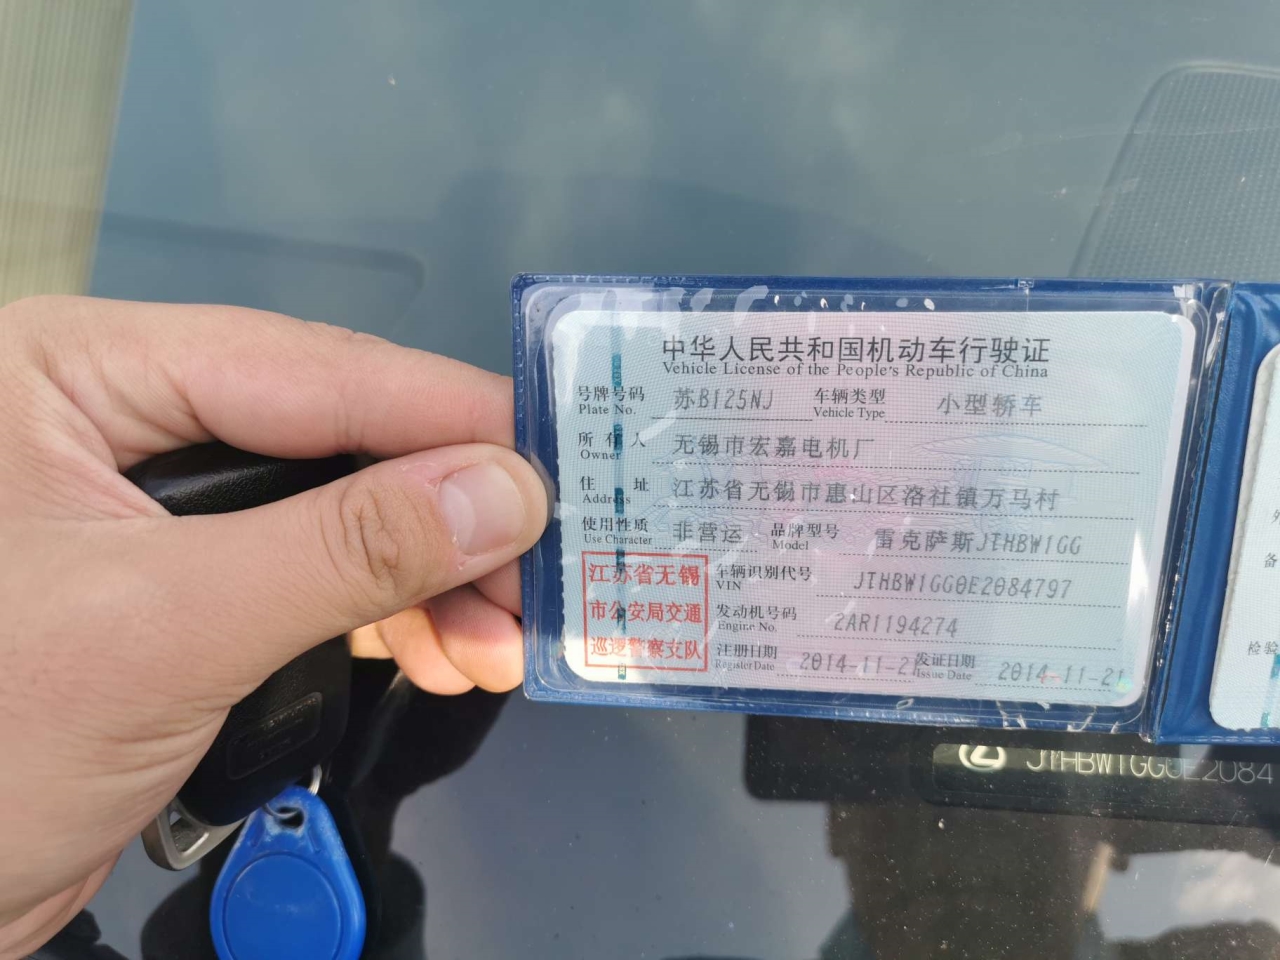 中华人民共和国机动车行驶证
Vehicle License of the People's Republic of China
号牌号码 苏B125NJ 车辆类型 小型轿车
Plate No. Vehicle Type
所有人 无锡市宏嘉电机厂
Owner
住址 江苏省无锡市惠山区洛社镇万马村
Address
使用性质 非营运 品牌型号 雷克萨斯JTHBW1GG
Use Character Model
江苏省无锡
市公安局交通
巡逻警察支队
车辆识别代号 JTHBW1GG0E2084797
VIN
发动机号码 2AR1194274
Engine No.
注册日期 2014-11-21 发证日期 2014-11-21
Register Date Issue Date
检验
JTHBW1GG0E2084